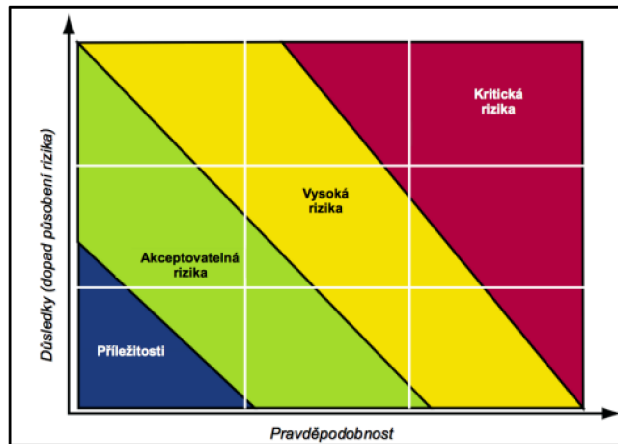 Důsledky (dopad působení rizika)
Kritická
rizika
Vysoká
rizika
Akceptovatelná
rizika
Příležitosti
Pravděpodobnost